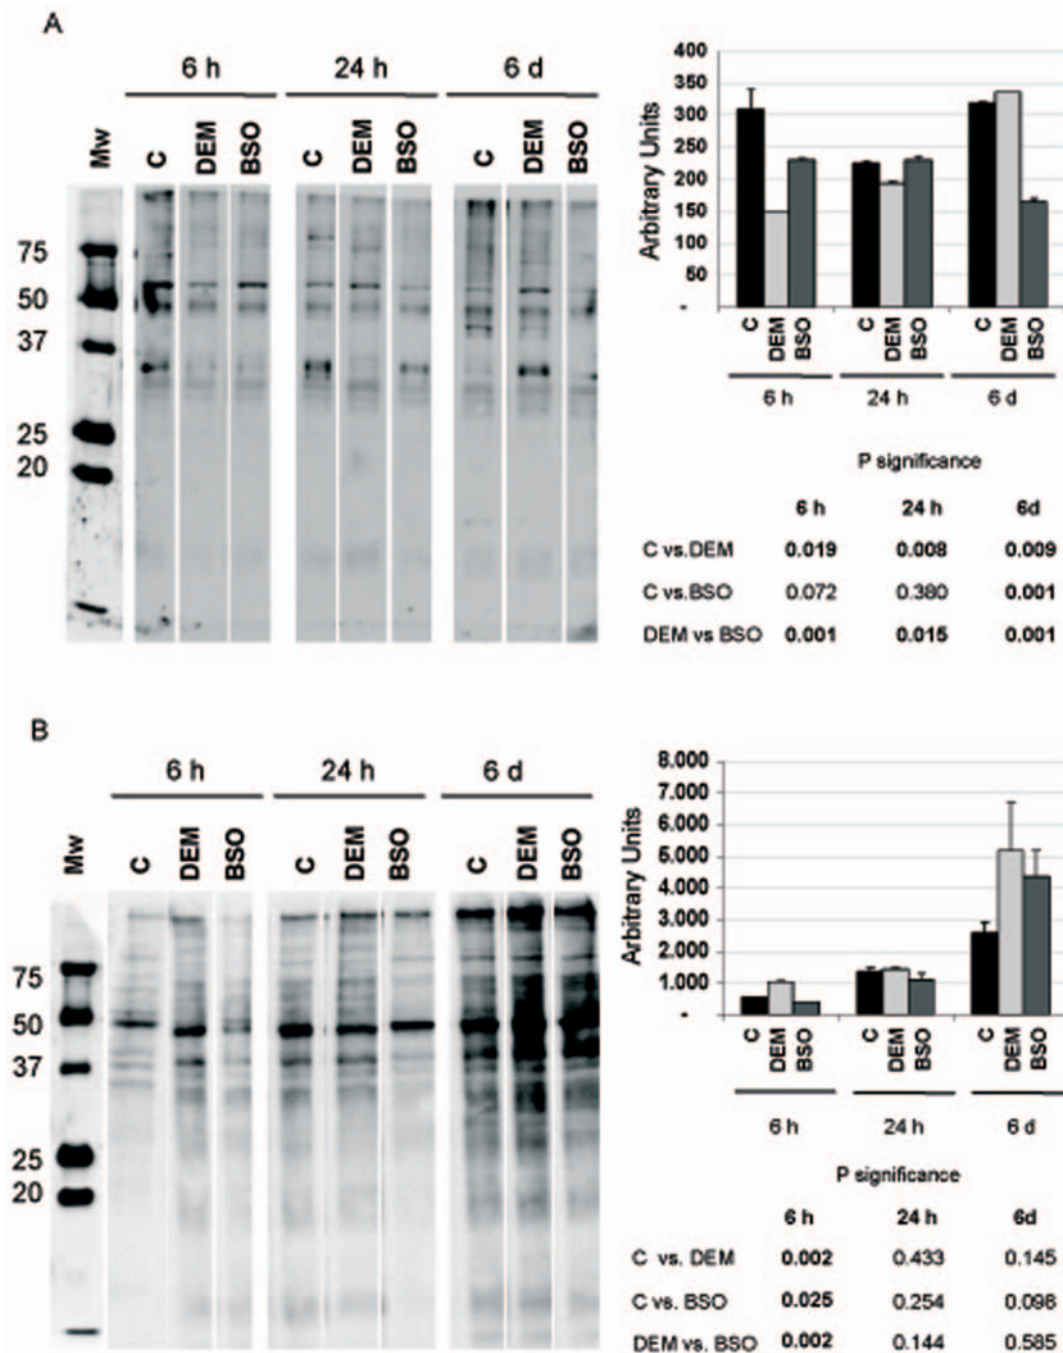 A
6 h 24 h 6 d
Mw C DEM BSO C DEM BSO C DEM BSO
75
50
37
25
20
400
350
300
250
200
150
100
50
-
Arbitrary Units
C DEM BSO C DEM BSO C DEM BSO
6 h 24 h 6 d
P significance
6 h 24 h 6d
C vs.DEM 0.019 0.008 0.009
C vs.BSO 0.072 0.380 0.001
DEM vs BSO 0.001 0.015 0.001
B
6 h 24 h 6 d
Mw C DEM BSO C DEM BSO C DEM BSO
75
50
37
25
20
8.000
7.000
6.000
5.000
4.000
3.000
2.000
1.000
-
Arbitrary Units
C DEM BSO C DEM BSO C DEM BSO
6 h 24 h 6 d
P significance
6 h 24 h 6d
C vs. DEM 0.002 0.433 0.145
C vs. BSO 0.025 0.254 0.098
DEM vs. BSO 0.002 0.144 0.585